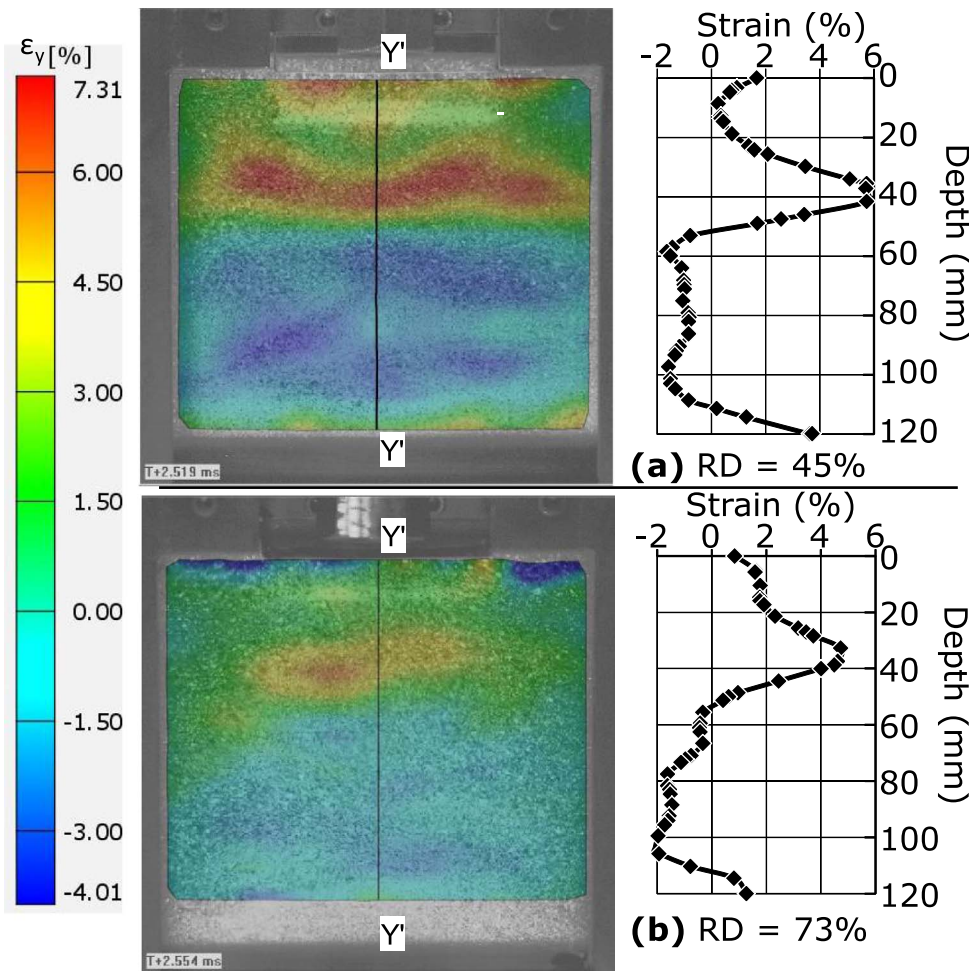 εy[%]
7.31
6.00
4.50
3.00
1.50
0.00
-1.50
-3.00
-4.01
Y'
Y'
T+2.519 ms
Strain (%)
-2 0 2 4 6
0
20
40
60
80
100
120
Depth (mm)
(a) RD = 45%
Y'
Y'
T+2.554 ms
Strain (%)
-2 0 2 4 6
0
20
40
60
80
100
120
Depth (mm)
(b) RD = 73%